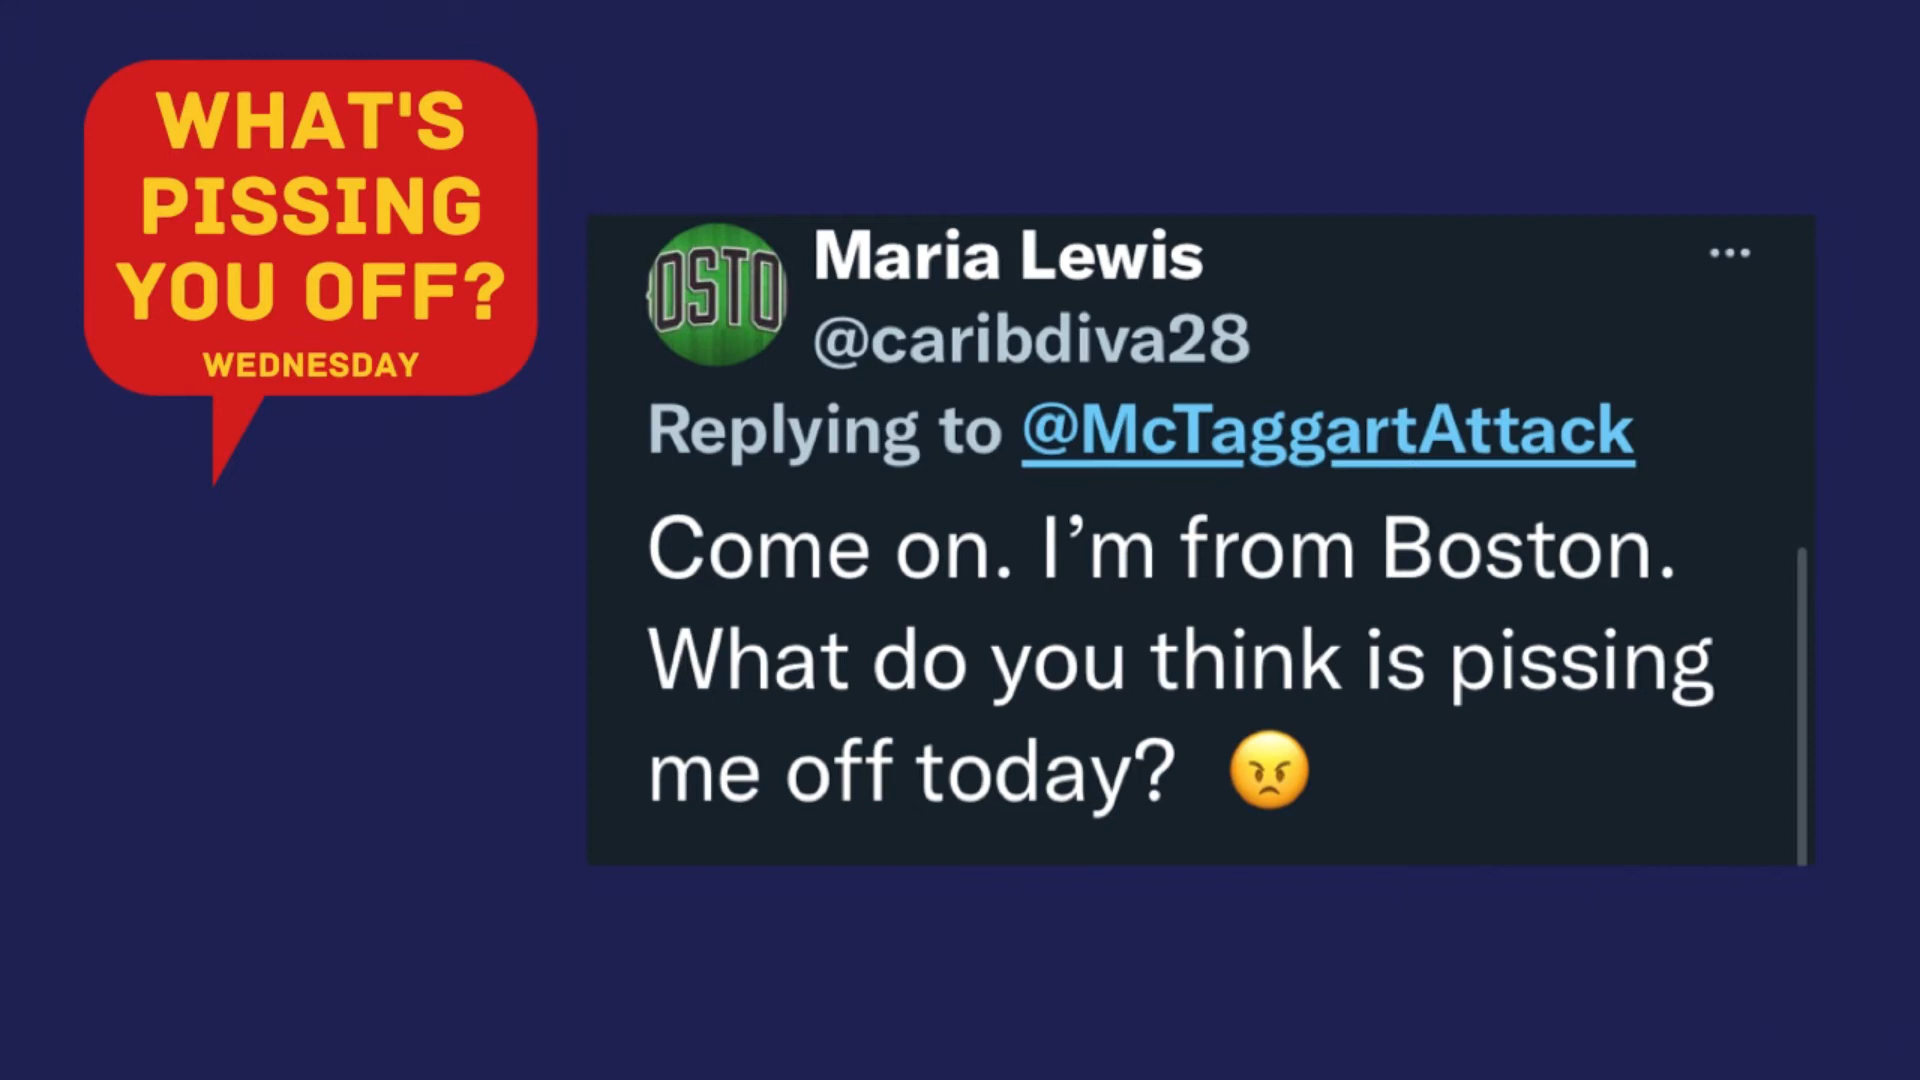 WHAT'S
PISSING
YOU OFF?
WEDNESDAY
OSTO
Maria Lewis
@caribdiva28
Replying to @McTaggartAttack
Come on. I’m from Boston.
What do you think is pissing
me off today? 😠